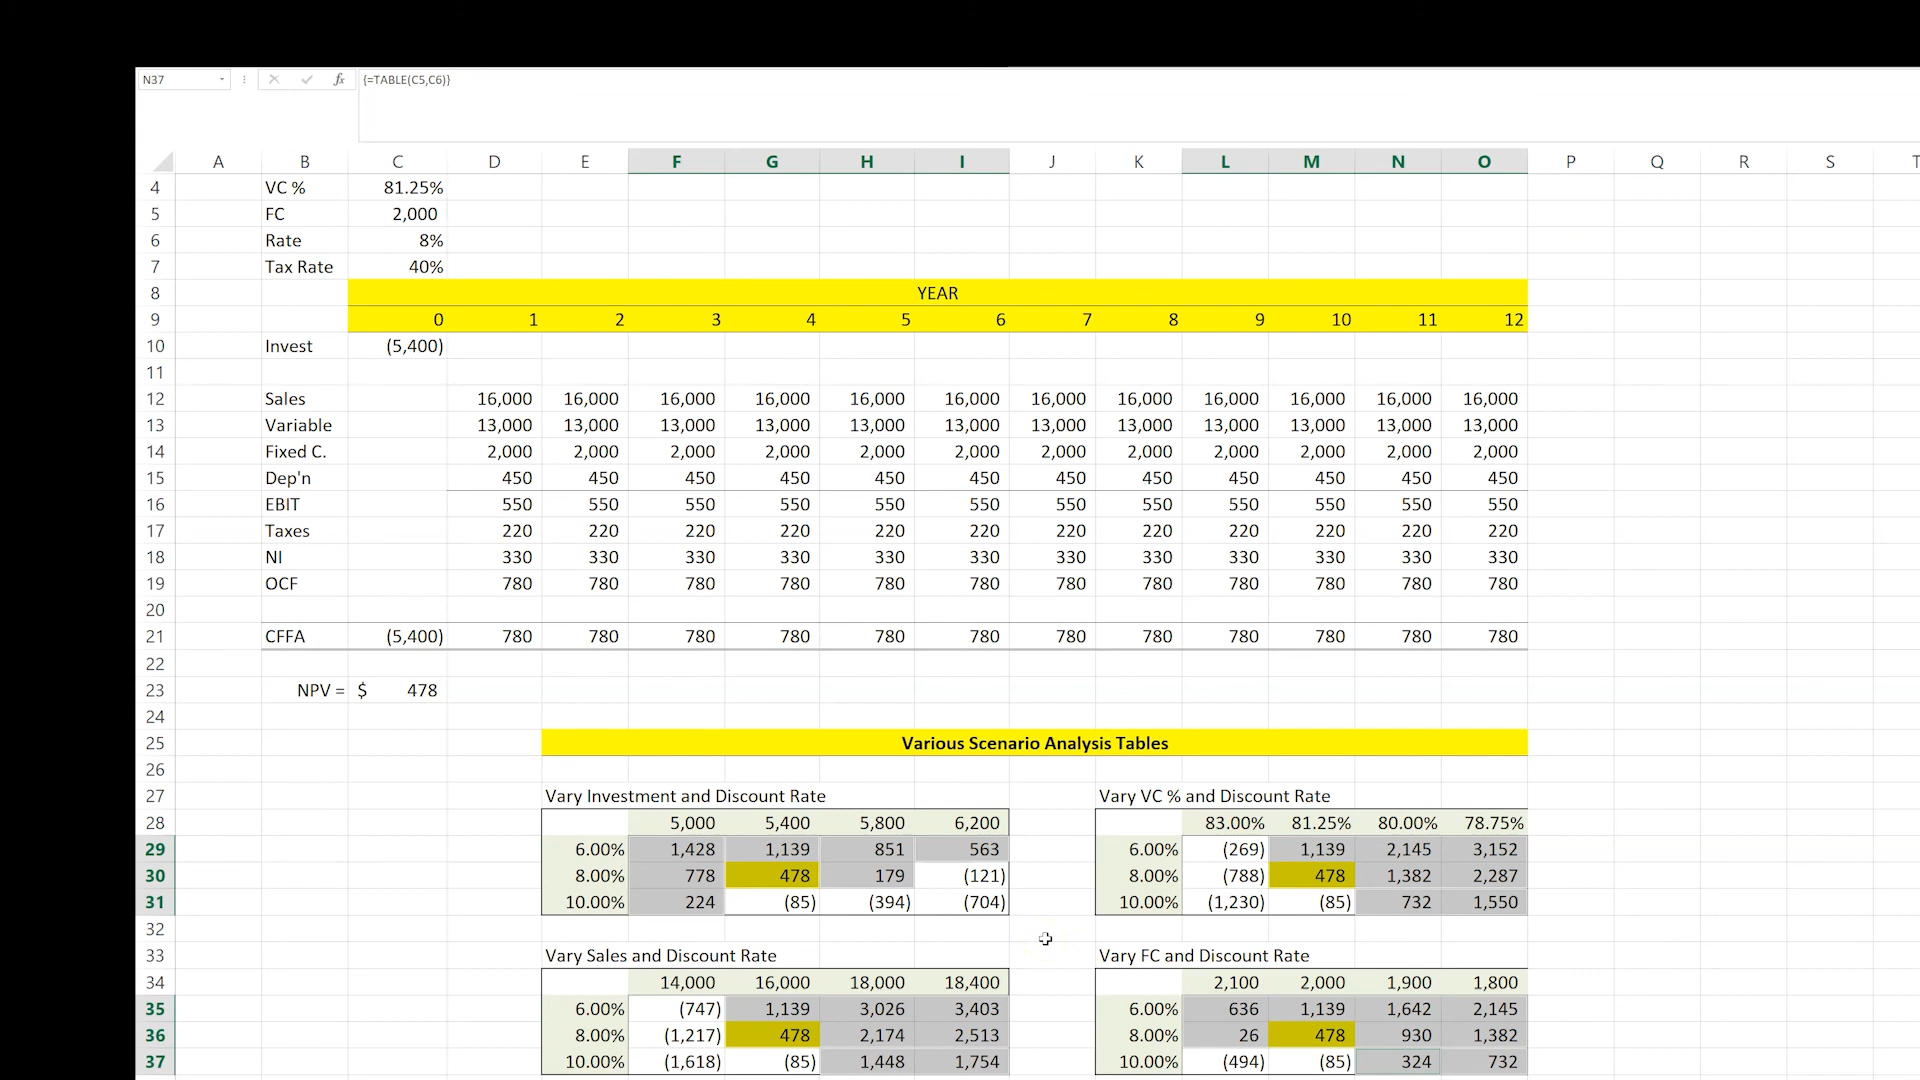 N37 {=TABLE(C5,C6)}
A B C D E F G H I J K L M N O P Q R S T
4 VC % 81.25%
5 FC 2,000
6 Rate 8%
7 Tax Rate 40%
8 YEAR
9 0 1 2 3 4 5 6 7 8 9 10 11 12
10 Invest (5,400)
11
12 Sales 16,000 16,000 16,000 16,000 16,000 16,000 16,000 16,000 16,000 16,000 16,000 16,000
13 Variable 13,000 13,000 13,000 13,000 13,000 13,000 13,000 13,000 13,000 13,000 13,000 13,000
14 Fixed C. 2,000 2,000 2,000 2,000 2,000 2,000 2,000 2,000 2,000 2,000 2,000 2,000
15 Dep'n 450 450 450 450 450 450 450 450 450 450 450 450
16 EBIT 550 550 550 550 550 550 550 550 550 550 550 550
17 Taxes 220 220 220 220 220 220 220 220 220 220 220 220
18 NI 330 330 330 330 330 330 330 330 330 330 330 330
19 OCF 780 780 780 780 780 780 780 780 780 780 780 780
20
21 CFFA (5,400) 780 780 780 780 780 780 780 780 780 780 780 780
22
23 NPV = $ 478
24
25 Various Scenario Analysis Tables
26
27 Vary Investment and Discount Rate Vary VC % and Discount Rate
28 5,000 5,400 5,800 6,200 83.00% 81.25% 80.00% 78.75%
29 6.00% 1,428 1,139 851 563 6.00% (269) 1,139 2,145 3,152
30 8.00% 778 478 179 (121) 8.00% (788) 478 1,382 2,287
31 10.00% 224 (85) (394) (704) 10.00% (1,230) (85) 732 1,550
32
33 Vary Sales and Discount Rate Vary FC and Discount Rate
34 14,000 16,000 18,000 18,400 2,100 2,000 1,900 1,800
35 6.00% (747) 1,139 3,026 3,403 6.00% 636 1,139 1,642 2,145
36 8.00% (1,217) 478 2,174 2,513 8.00% 26 478 930 1,382
37 10.00% (1,618) (85) 1,448 1,754 10.00% (494) (85) 324 732